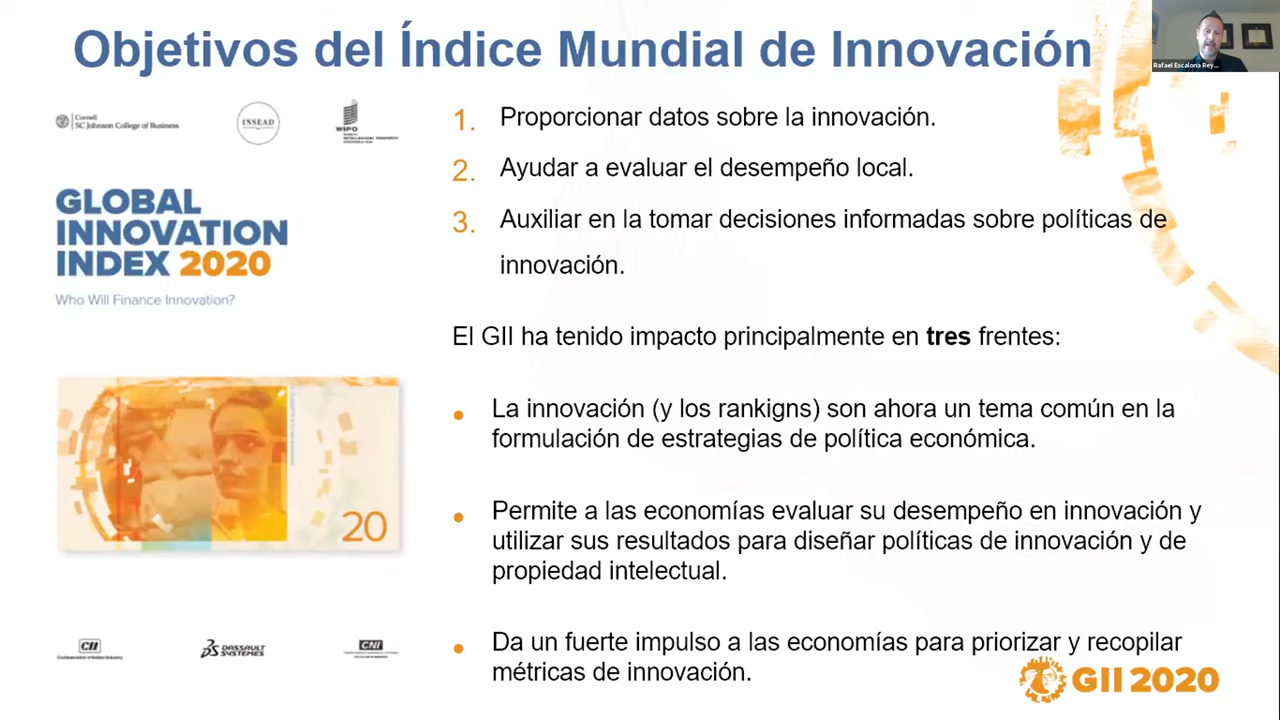 Objetivos del Índice Mundial de Innovación
Rafael Escalona Rey...
Cornell
SC Johnson College of Business
INSEAD
WIPO
GLOBAL
INNOVATION
INDEX 2020
Who Will Finance Innovation?
20
CII
DASSAULT
SYSTEMES
CNI
1. Proporcionar datos sobre la innovación.
2. Ayudar a evaluar el desempeño local.
3. Auxiliar en la tomar decisiones informadas sobre políticas de
innovación.
El GII ha tenido impacto principalmente en tres frentes:
• La innovación (y los rankigns) son ahora un tema común en la
formulación de estrategias de política económica.
• Permite a las economías evaluar su desempeño en innovación y
utilizar sus resultados para diseñar políticas de innovación y de
propiedad intelectual.
• Da un fuerte impulso a las economías para priorizar y recopilar
métricas de innovación.
GII 2020